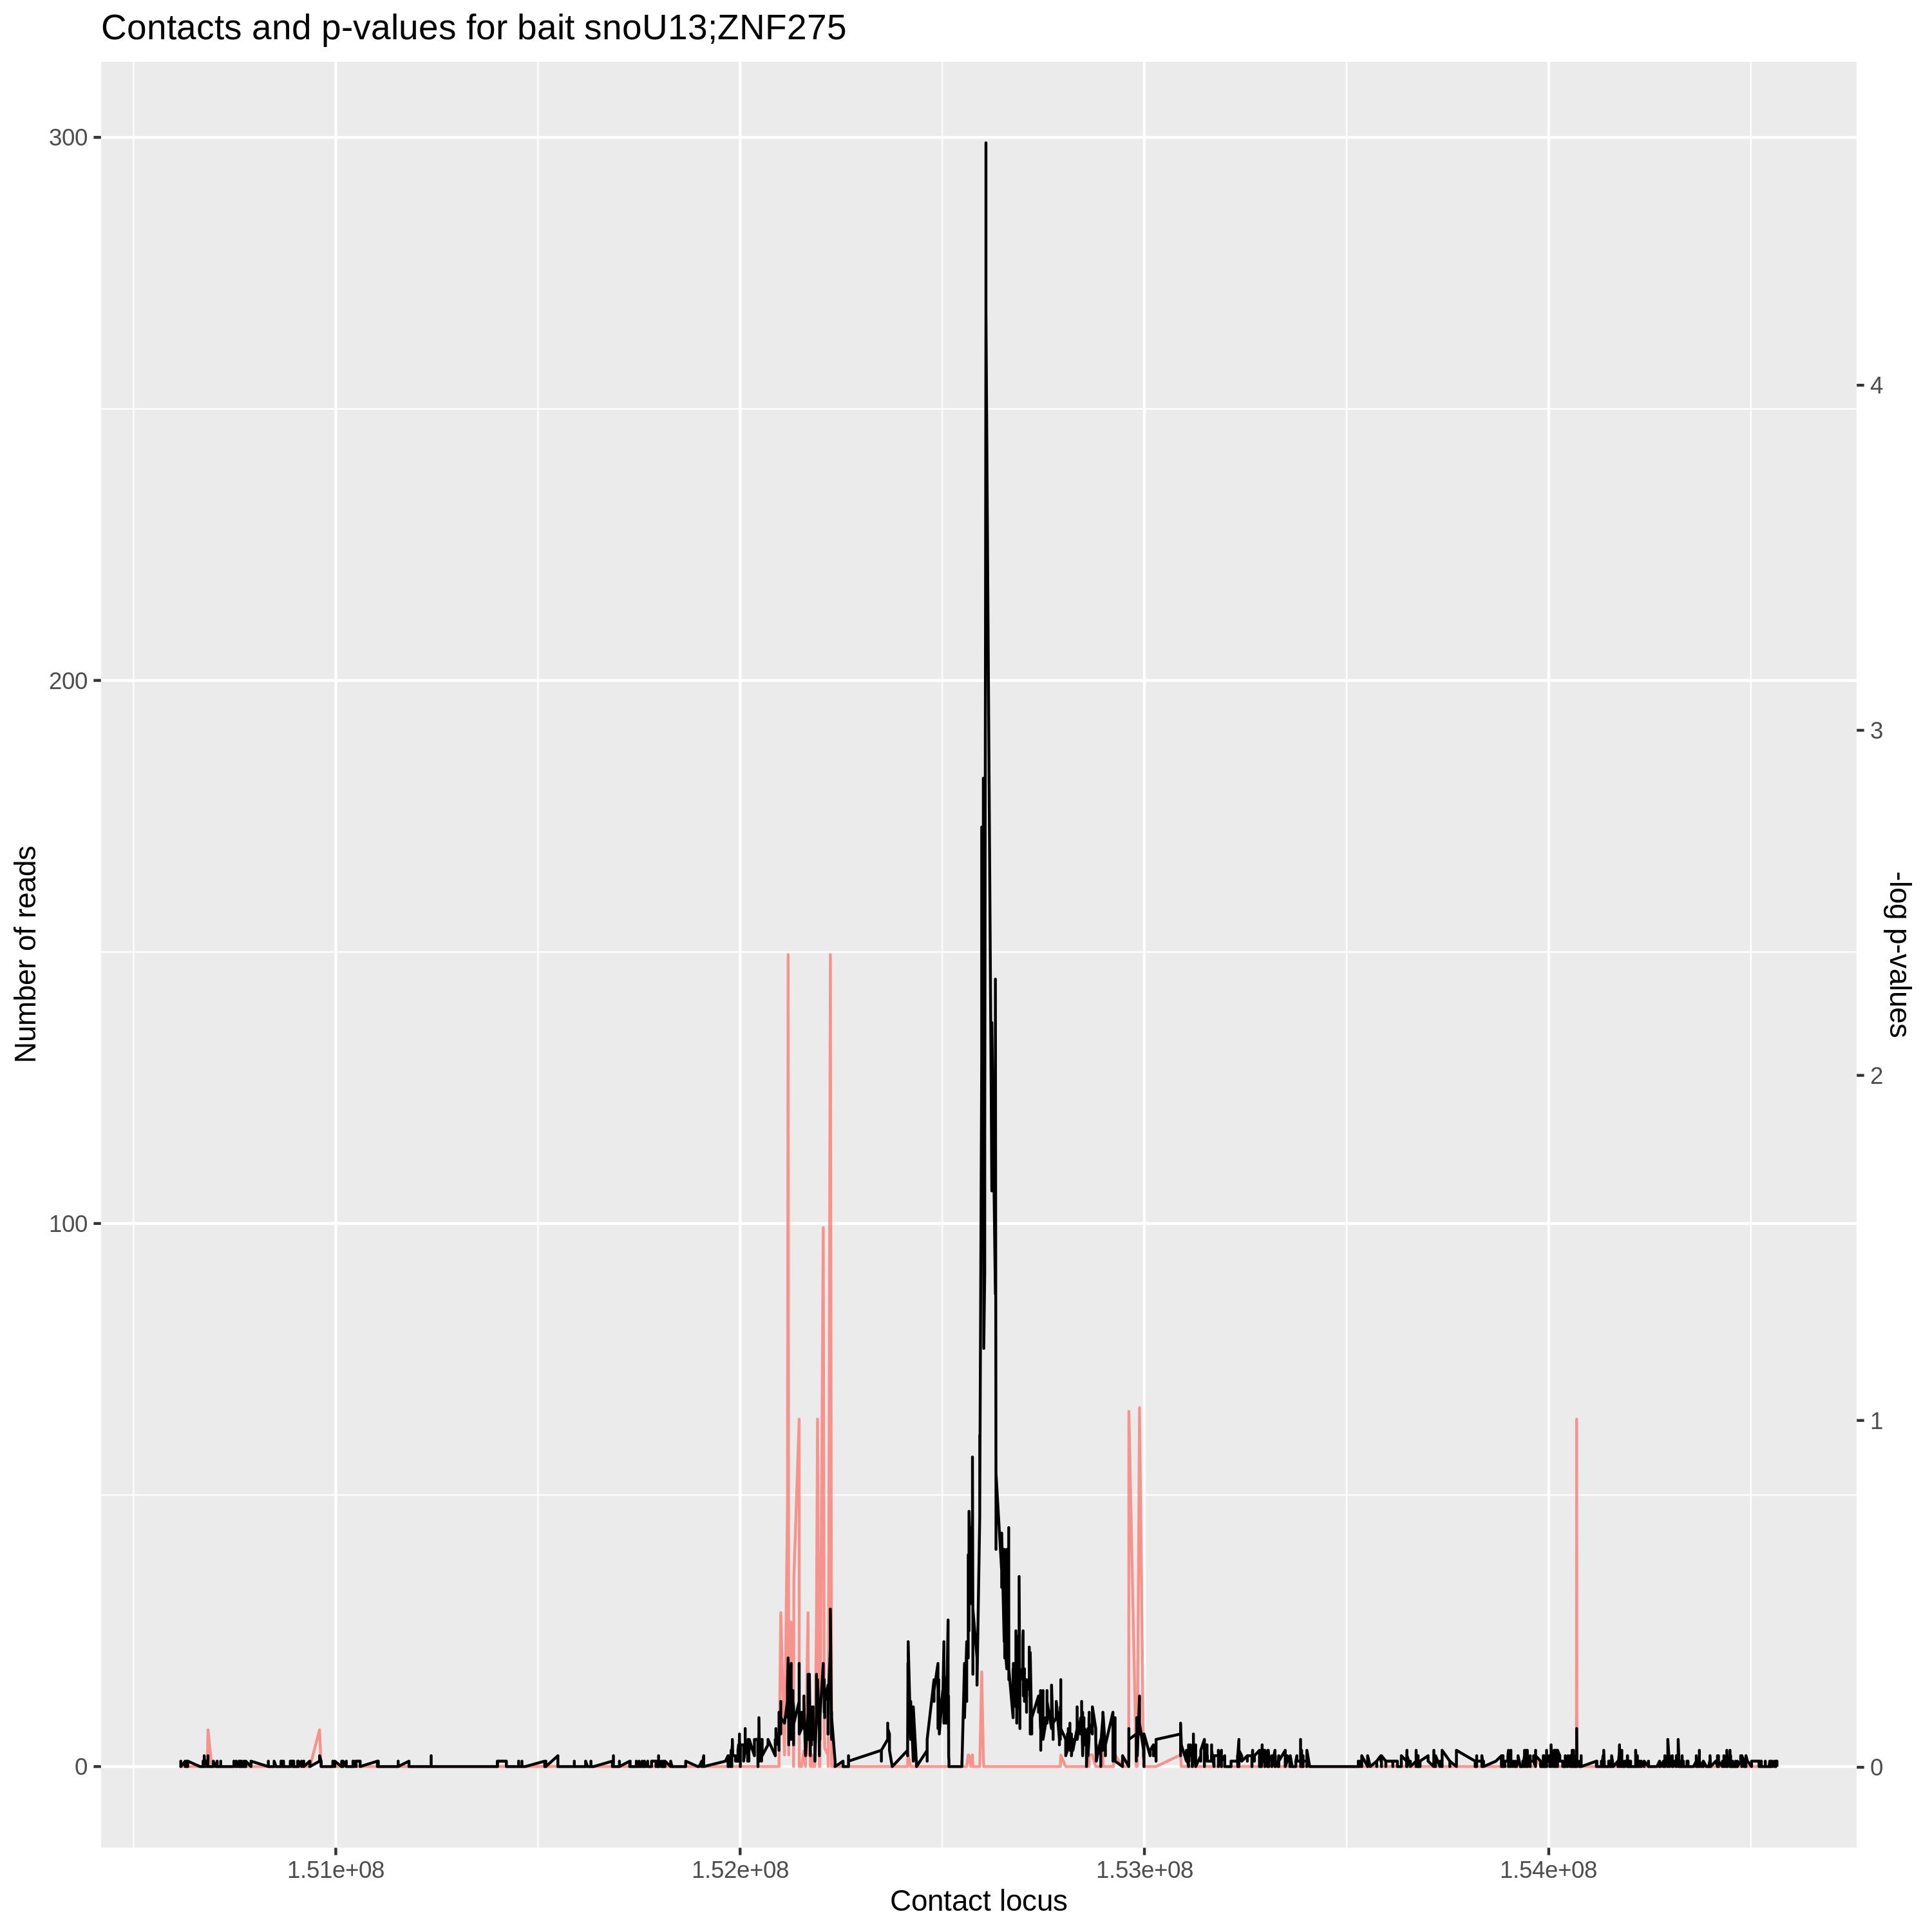 Contacts and p-values for bait snoU13;ZNF275
300
200
100
0
Number of reads
4
3
2
1
0
-log p-values
1.51e+08
1.52e+08
1.53e+08
1.54e+08
Contact locus